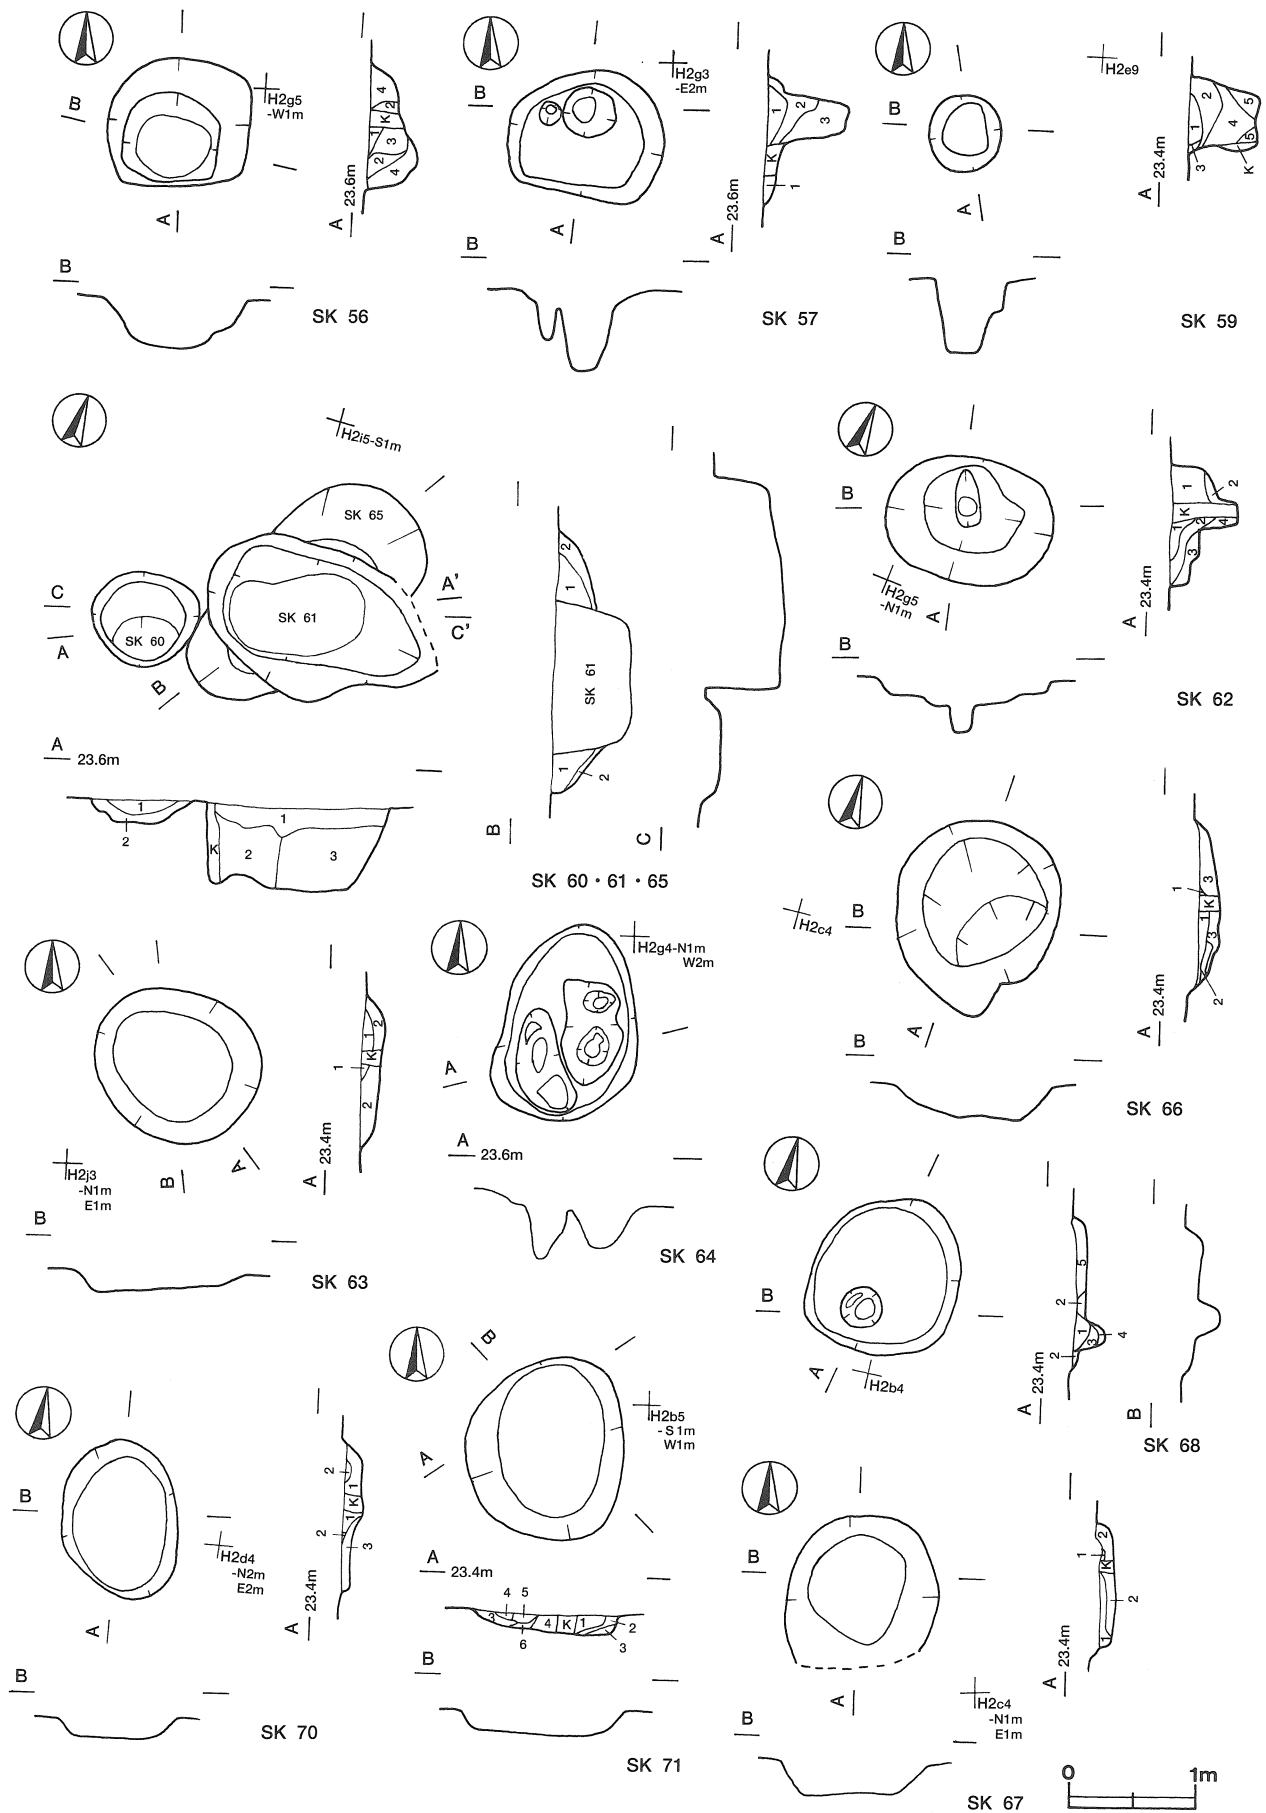 B
A
H2g5
-W1m
4
2
K
1
3
2
4
A 23.6m
B
SK 56
B
A
H2g3
-E2m
1
2
3
K
1
A 23.6m
B
SK 57
B
A
H2e9
2
5
1
4
5
3
K
A 23.4m
B
SK 59
H2i5-S1m
SK 65
C
A
SK 60
SK 61
A'
C'
B
A 23.6m
1
2
K
1
2
3
2
1
SK 61
1
2
B
C
SK 60・61・65
B
A
H2g5
-N1m
1
2
K
1
2
4
3
A 23.4m
B
SK 62
H2c4
B
A
1
3
K
1
3
2
A 23.4m
B
SK 66
H2j3
-N1m
E1m
B
A
1
2
K
1
2
A 23.4m
B
SK 63
H2g4-N1m
W2m
A
A 23.6m
SK 64
B
A
H2b4
5
2
1
3
4
2
A 23.4m
B
SK 68
B
A
H2d4
-N2m
E2m
2
1
K
1
2
3
A 23.4m
B
SK 70
B
A
H2b5
-S1m
W1m
A 23.4m
4 5
3
4
K
1
2
6
3
B
SK 71
B
A
H2c4
-N1m
E1m
2
1
K
2
1
A 23.4m
B
SK 67
0 1m